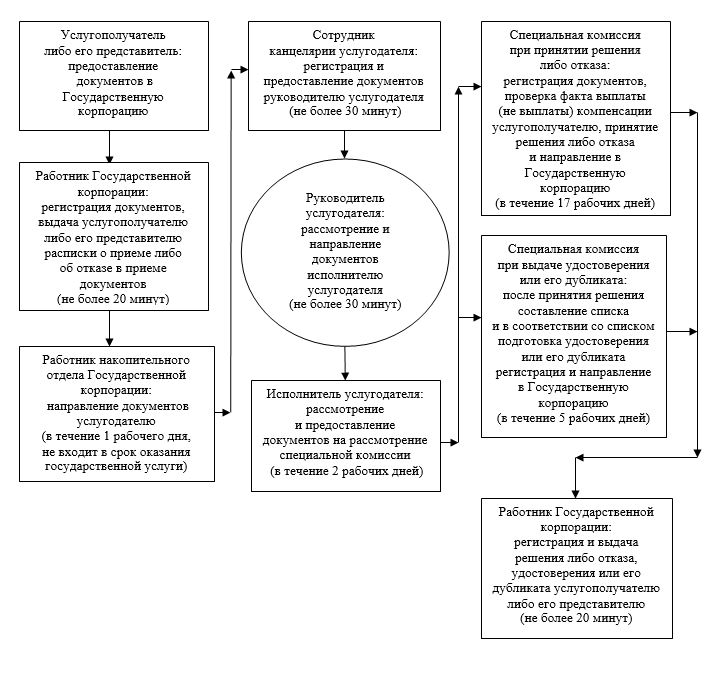 Услугополучатель
либо его представитель:
предоставление
документов в
Государственную
корпорацию
Работник Государственной
корпорации:
регистрация документов,
выдача услугополучателю
либо его представителю
расписки о приеме либо
об отказе в приеме
документов
(не более 20 минут)
Работник накопительного
отдела Государственной
корпорации:
направление документов
услугодателю
(в течение 1 рабочего дня,
не входит в срок оказания
государственной услуги)
Сотрудник
канцелярии услугодателя:
регистрация и
предоставление документов
руководителю услугодателя
(не более 30 минут)
Руководитель
услугодателя:
рассмотрение и
направление
документов
исполнителю
услугодателя
(не более 30 минут)
Исполнитель услугодателя:
рассмотрение
и предоставление
документов на рассмотрение
специальной комиссии
(в течение 2 рабочих дней)
Специальная комиссия
при принятии решения
либо отказа:
регистрация документов,
проверка факта выплаты
(не выплаты) компенсации
услугополучателю, принятие
решения либо отказа
и направление в
Государственную
корпорацию
(в течение 17 рабочих дней)
Специальная комиссия
при выдаче удостоверения
или его дубликата:
после принятия решения
составление списка
и в соответствии со списком
подготовка удостоверения
или его дубликата
регистрация и направление
в Государственную
корпорацию
(в течение 5 рабочих дней)
Работник Государственной
корпорации:
регистрация и выдача
решения либо отказа,
удостоверения или его
дубликата услугополучателю
либо его представителю
(не более 20 минут)